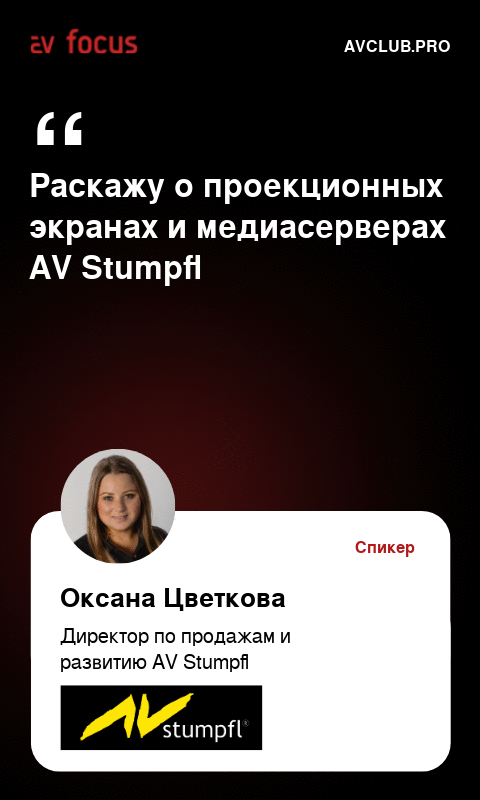 av focus
AVCLUB.PRO
“
Раскажу о проекционных
экранах и медиасерверах
AV Stumpfl
Спикер
Оксана Цветкова
Директор по продажам и
развитию AV Stumpfl
AV stumpfl®